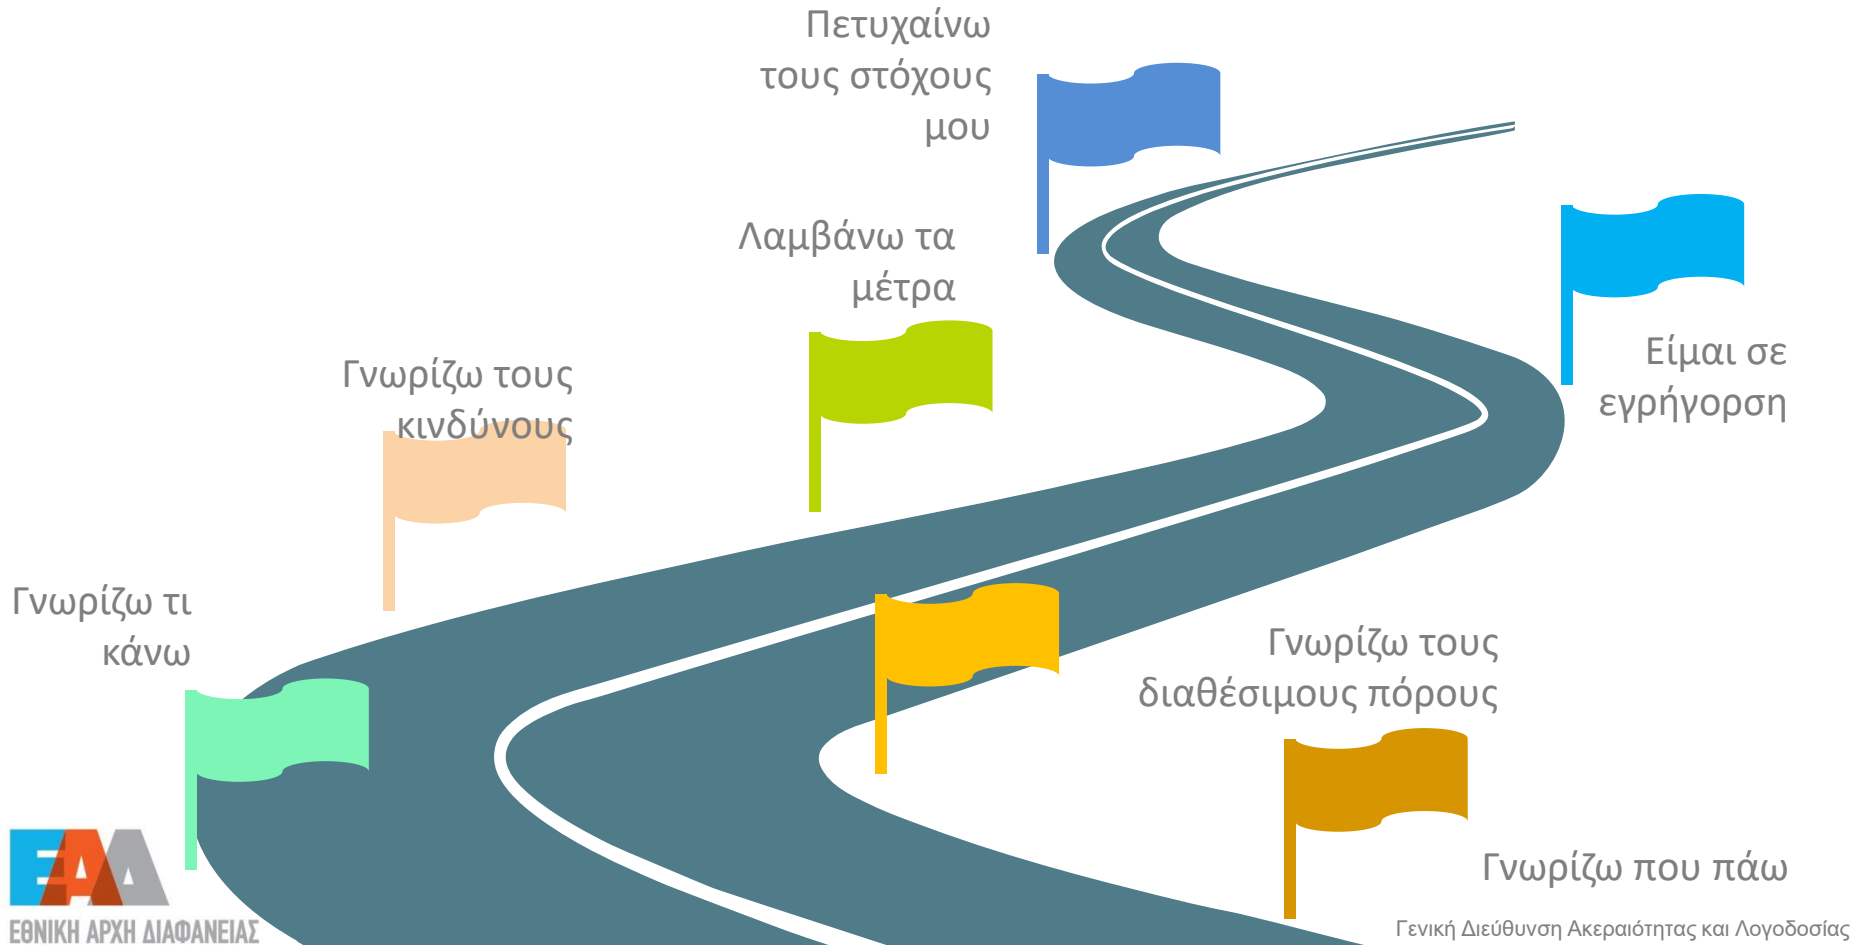 Πετυχαίνω
τους στόχους
μου
Λαμβάνω τα
μέτρα
Είμαι σε
εγρήγορση
Γνωρίζω τους
κινδύνους
Γνωρίζω τι
κάνω
Γνωρίζω τους
διαθέσιμους πόρους
Γνωρίζω που πάω
ΕΑΔ
ΕΘΝΙΚΗ ΑΡΧΗ ΔΙΑΦΑΝΕΙΑΣ
Γενική Διεύθυνση Ακεραιότητας και Λογοδοσίας